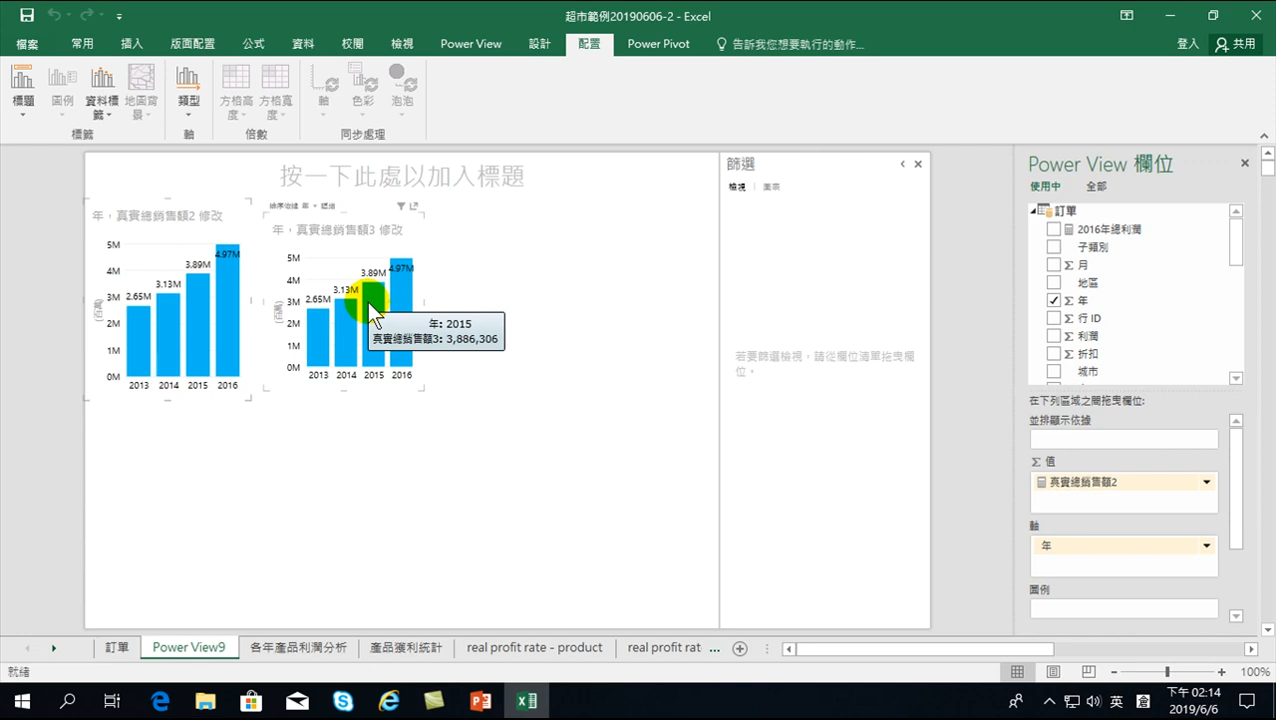 超市範例20190606-2 - Excel
檔案 常用 插入 版面配置 公式 資料 校閱 檢視 Power View 設計 配置 Power Pivot 告訴我您想要執行的動作... 登入 共用
標題 圖例 資料標籤 地圖背景 類型 方格高度 方格寬度 軸 色彩 泡泡
標籤 軸 倍數 同步處理
按一下此處以加入標題
年，真實總銷售額2 修改
5M
4M
3M
2M
1M
0M
(百萬)
2.65M 3.13M 3.89M 4.97M
2013 2014 2015 2016
排序依據 年 遞增
年，真實總銷售額3 修改
5M
4M
3M
2M
1M
0M
(百萬)
2.65M 3.13M 3.89M 4.97M
2013 2014 2015 2016
年: 2015
真實總銷售額3: 3,886,306
篩選
檢視 | 圖表
若要篩選檢視，請從欄位清單拖曳欄
位。
Power View 欄位
使用中 全部
訂單
2016年總利潤
子類別
Σ 月
地區
Σ 年
Σ 行 ID
Σ 利潤
Σ 折扣
城市
在下列區域之間拖曳欄位:
並排顯示依據
Σ 值
真實總銷售額2
軸
年
圖例
訂單 Power View9 各年產品利潤分析 產品獲利統計 real profit rate - product real profit rat ...
就緒 100%
英 下午 02:14
2019/6/6